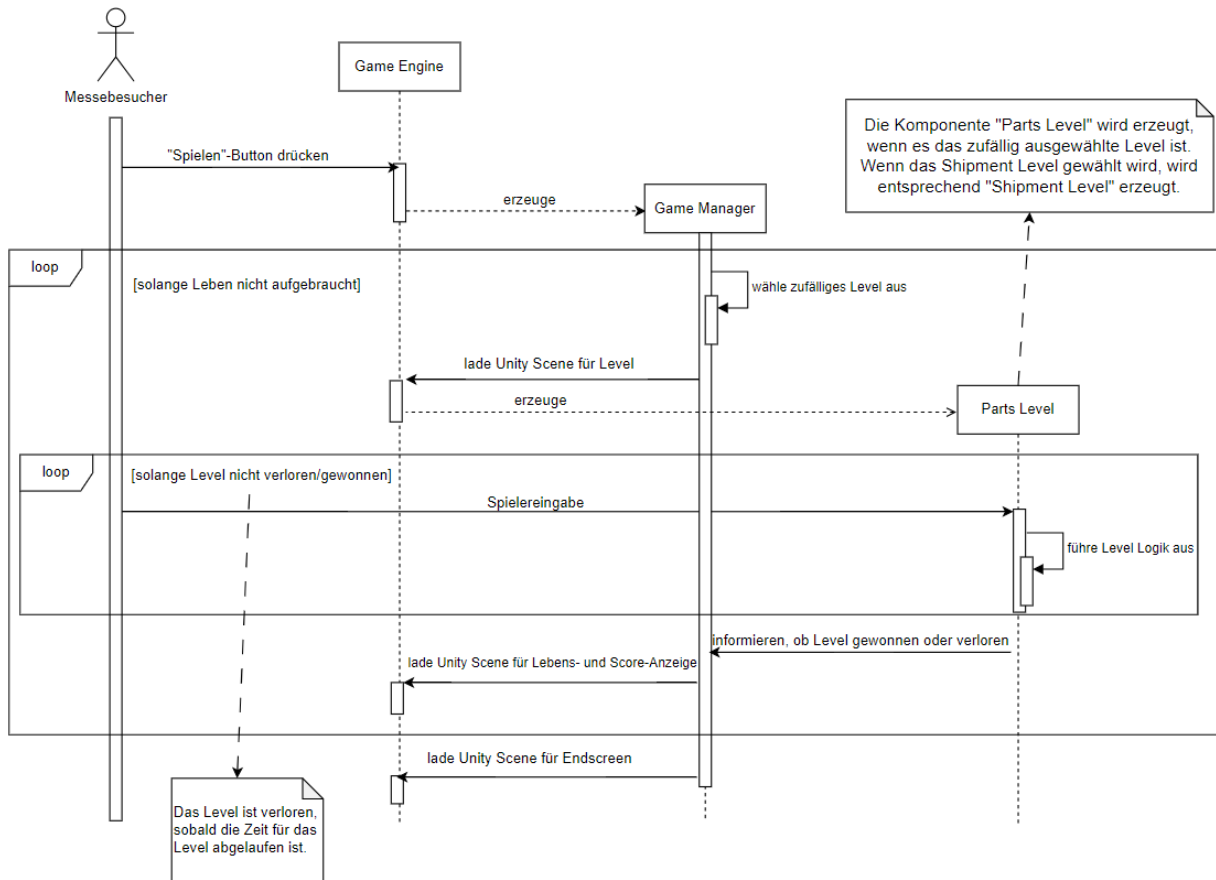 Messebesucher
Game Engine
Die Komponente "Parts Level" wird erzeugt,
wenn es das zufällig ausgewählte Level ist.
Wenn das Shipment Level gewählt wird, wird
entsprechend "Shipment Level" erzeugt.
"Spielen"-Button drücken
erzeuge
Game Manager
loop
[solange Leben nicht aufgebraucht]
wähle zufälliges Level aus
lade Unity Scene für Level
erzeuge
Parts Level
loop
[solange Level nicht verloren/gewonnen]
Spielereingabe
führe Level Logik aus
informieren, ob Level gewonnen oder verloren
lade Unity Scene für Lebens- und Score-Anzeige
lade Unity Scene für Endscreen
Das Level ist verloren,
sobald die Zeit für das
Level abgelaufen ist.